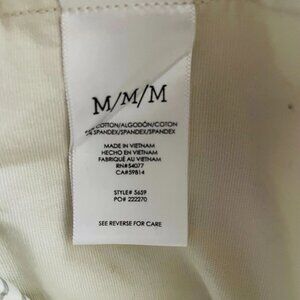 M/M/M
COTTON/ALGODÓN/COTON
SPANDEX/SPANDEX/SPANDEX
MADE IN VIETNAM
HECHO EN VIETNAM
FABRIQUÉ AU VIETNAM
RN#54077
CA#59814
STYLE# 5659
PO# 222270
SEE REVERSE FOR CARE